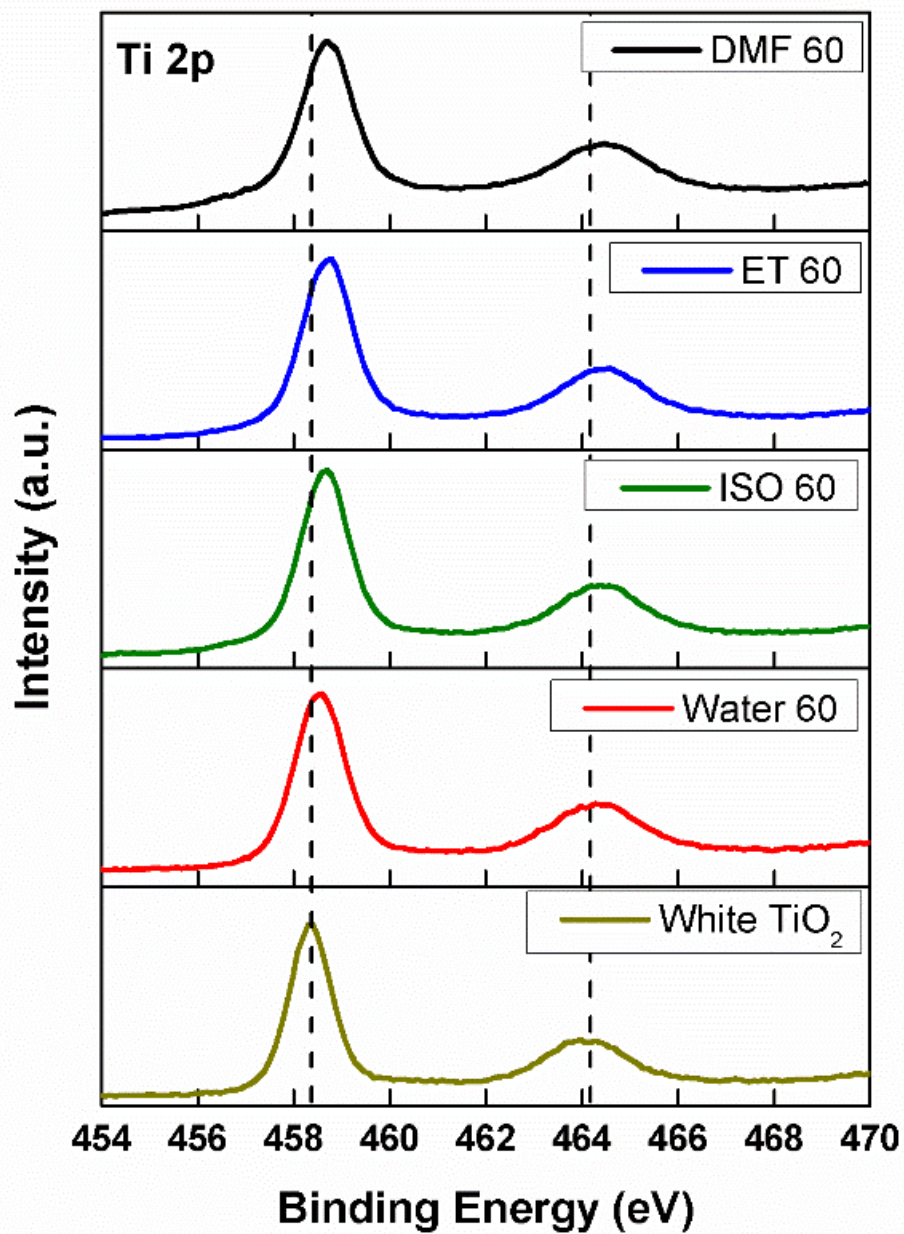 Ti 2p
DMF 60
ET 60
ISO 60
Water 60
White TiO₂
Intensity (a.u.)
454 456 458 460 462 464 466 468 470
Binding Energy (eV)